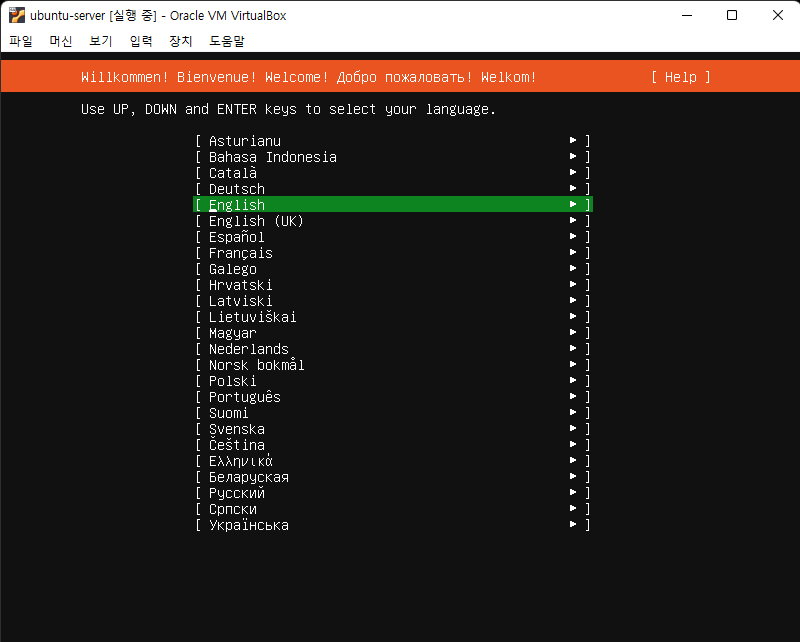 ubuntu-server [실행 중] - Oracle VM VirtualBox
파일 머신 보기 입력 장치 도움말
Willkommen! Bienvenue! Welcome! Добро пожаловать! Welkom! [ Help ]
Use UP, DOWN and ENTER keys to select your language.
[ Asturianu ► ]
[ Bahasa Indonesia ► ]
[ Català ► ]
[ Deutsch ► ]
[ English ► ]
[ English (UK) ► ]
[ Español ► ]
[ Français ► ]
[ Galego ► ]
[ Hrvatski ► ]
[ Latviski ► ]
[ Lietuviškai ► ]
[ Magyar ► ]
[ Nederlands ► ]
[ Norsk bokmål ► ]
[ Polski ► ]
[ Português ► ]
[ Suomi ► ]
[ Svenska ► ]
[ Čeština ► ]
[ Ελληνικά ► ]
[ Беларуская ► ]
[ Русский ► ]
[ Српски ► ]
[ Українська ► ]